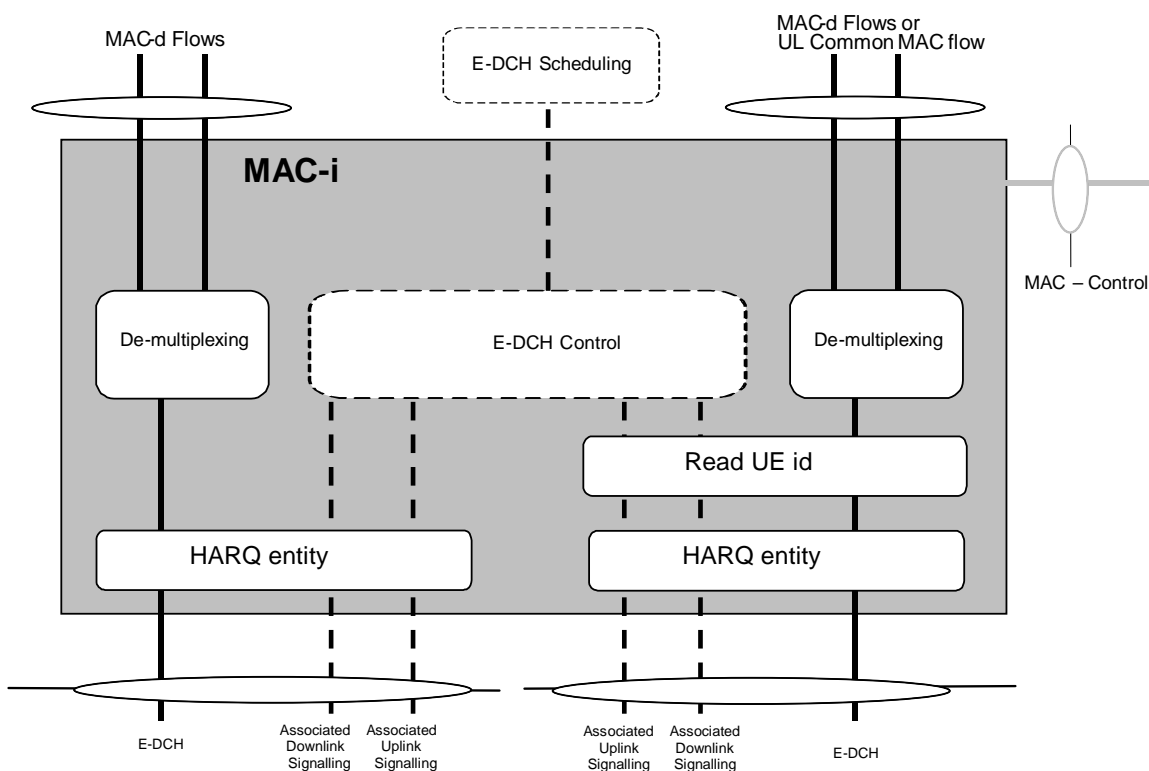 MAC-d Flows
E-DCH Scheduling
MAC-d Flows or
UL Common MAC flow
MAC-i
MAC – Control
De-multiplexing
E-DCH Control
De-multiplexing
Read UE id
HARQ entity
HARQ entity
E-DCH
Associated
Downlink
Signalling
Associated
Uplink
Signalling
Associated
Uplink
Signalling
Associated
Downlink
Signalling
E-DCH